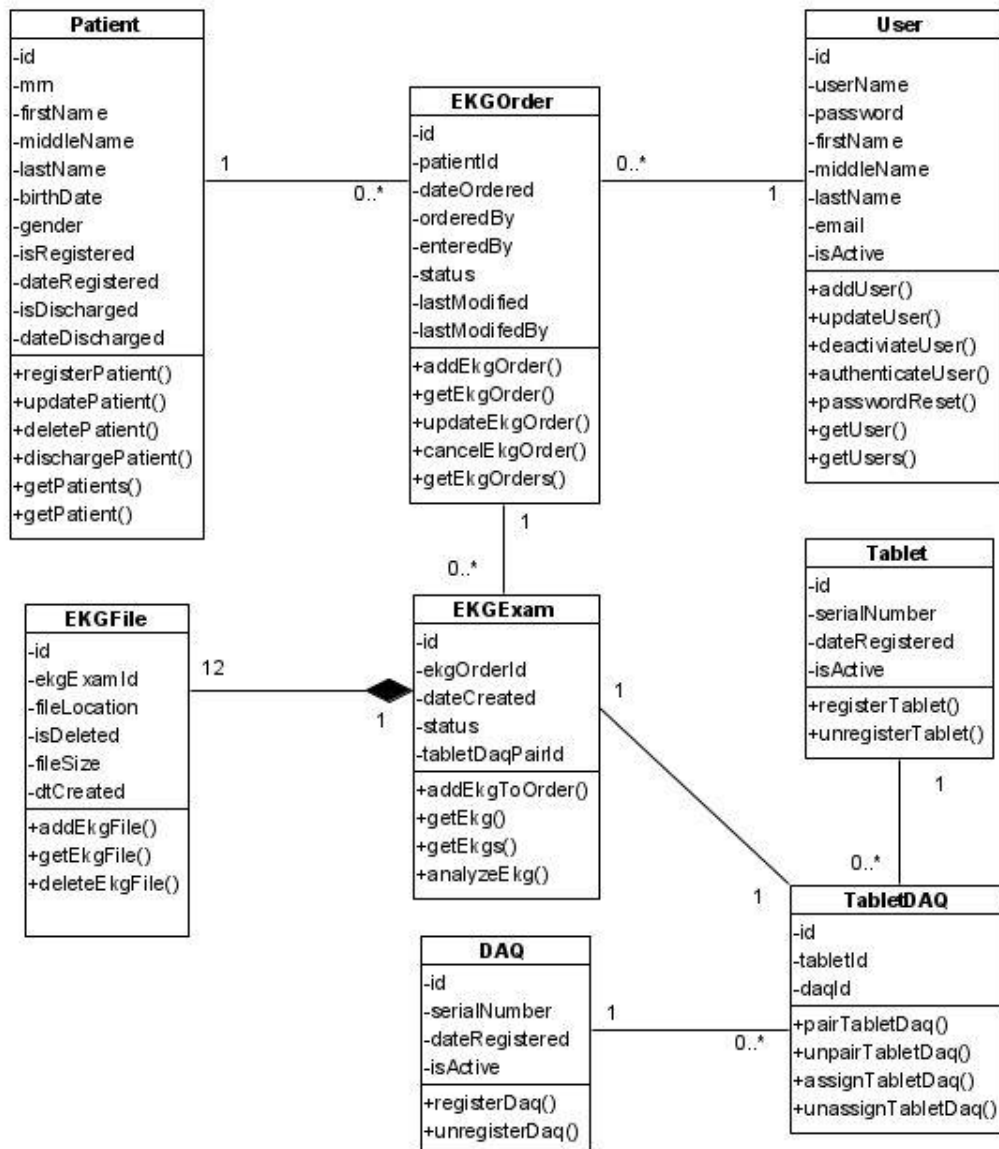 Patient
-id
-mrn
-firstName
-middleName
-lastName
-birthDate
-gender
-isRegistered
-dateRegistered
-isDischarged
-dateDischarged
+registerPatient()
+updatePatient()
+deletePatient()
+dischargePatient()
+getPatients()
+getPatient()
1
0..*
EKGOrder
-id
-patientId
-dateOrdered
-orderedBy
-enteredBy
-status
-lastModified
-lastModifedBy
+addEkgOrder()
+getEkgOrder()
+updateEkgOrder()
+cancelEkgOrder()
+getEkgOrders()
0..*
1
User
-id
-userName
-password
-firstName
-middleName
-lastName
-email
-isActive
+addUser()
+updateUser()
+deactiviateUser()
+authenticateUser()
+passwordReset()
+getUser()
+getUsers()
1
0..*
EKGFile
-id
-ekgExamId
-fileLocation
-isDeleted
-fileSize
-dtCreated
+addEkgFile()
+getEkgFile()
+deleteEkgFile()
12
1
EKGExam
-id
-ekgOrderId
-dateCreated
-status
-tabletDaqPairId
+addEkgToOrder()
+getEkg()
+getEkgs()
+analyzeEkg()
1
1
Tablet
-id
-serialNumber
-dateRegistered
-isActive
+registerTablet()
+unregisterTablet()
1
0..*
DAQ
-id
-serialNumber
-dateRegistered
-isActive
+registerDaq()
+unregisterDaq()
1
0..*
TabletDAQ
-id
-tabletId
-daqId
+pairTabletDaq()
+unpairTabletDaq()
+assignTabletDaq()
+unassignTabletDaq()